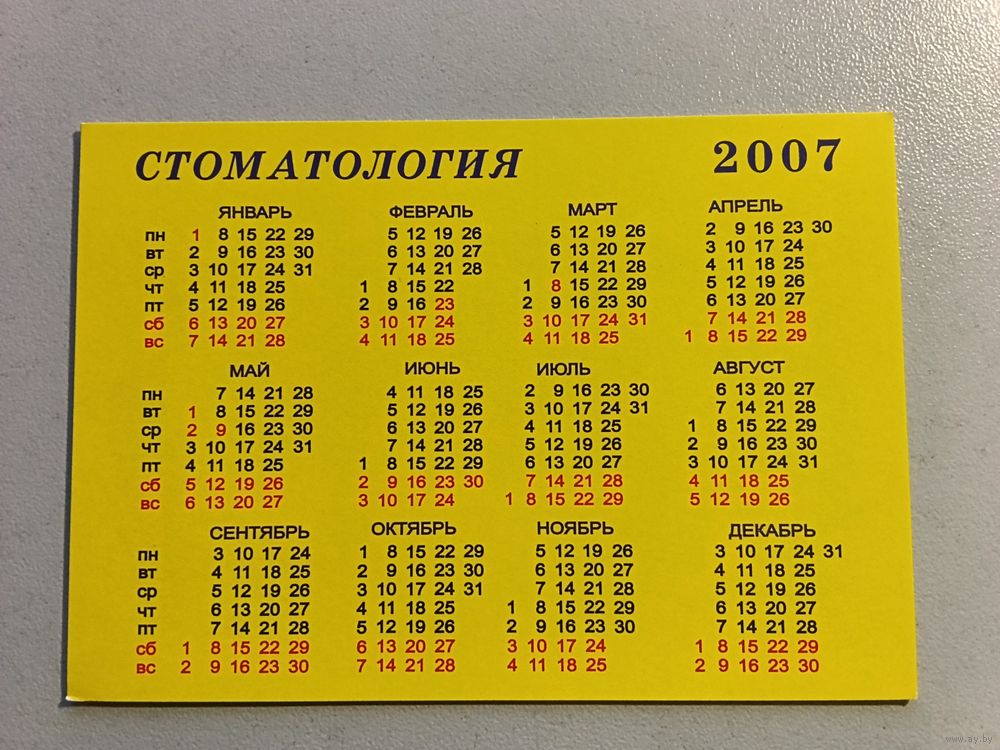 СТОМАТОЛОГИЯ 2007
ЯНВАРЬ ФЕВРАЛЬ МАРТ АПРЕЛЬ
пн 1 8 15 22 29 5 12 19 26 5 12 19 26 2 9 16 23 30
вт 2 9 16 23 30 6 13 20 27 6 13 20 27 3 10 17 24
ср 3 10 17 24 31 7 14 21 28 7 14 21 28 4 11 18 25
чт 4 11 18 25 1 8 15 22 1 8 15 22 29 5 12 19 26
пт 5 12 19 26 2 9 16 23 2 9 16 23 30 6 13 20 27
сб 6 13 20 27 3 10 17 24 3 10 17 24 31 7 14 21 28
вс 7 14 21 28 4 11 18 25 4 11 18 25 1 8 15 22 29
МАЙ ИЮНЬ ИЮЛЬ АВГУСТ
пн 7 14 21 28 4 11 18 25 2 9 16 23 30 6 13 20 27
вт 1 8 15 22 29 5 12 19 26 3 10 17 24 31 7 14 21 28
ср 2 9 16 23 30 6 13 20 27 4 11 18 25 1 8 15 22 29
чт 3 10 17 24 31 7 14 21 28 5 12 19 26 2 9 16 23 30
пт 4 11 18 25 1 8 15 22 29 6 13 20 27 3 10 17 24 31
сб 5 12 19 26 2 9 16 23 30 7 14 21 28 4 11 18 25
вс 6 13 20 27 3 10 17 24 1 8 15 22 29 5 12 19 26
СЕНТЯБРЬ ОКТЯБРЬ НОЯБРЬ ДЕКАБРЬ
пн 3 10 17 24 1 8 15 22 29 5 12 19 26 3 10 17 24 31
вт 4 11 18 25 2 9 16 23 30 6 13 20 27 4 11 18 25
ср 5 12 19 26 3 10 17 24 31 7 14 21 28 5 12 19 26
чт 6 13 20 27 4 11 18 25 1 8 15 22 29 6 13 20 27
пт 7 14 21 28 5 12 19 26 2 9 16 23 30 7 14 21 28
сб 1 8 15 22 29 6 13 20 27 3 10 17 24 1 8 15 22 29
вс 2 9 16 23 30 7 14 21 28 4 11 18 25 2 9 16 23 30
www.ay.by